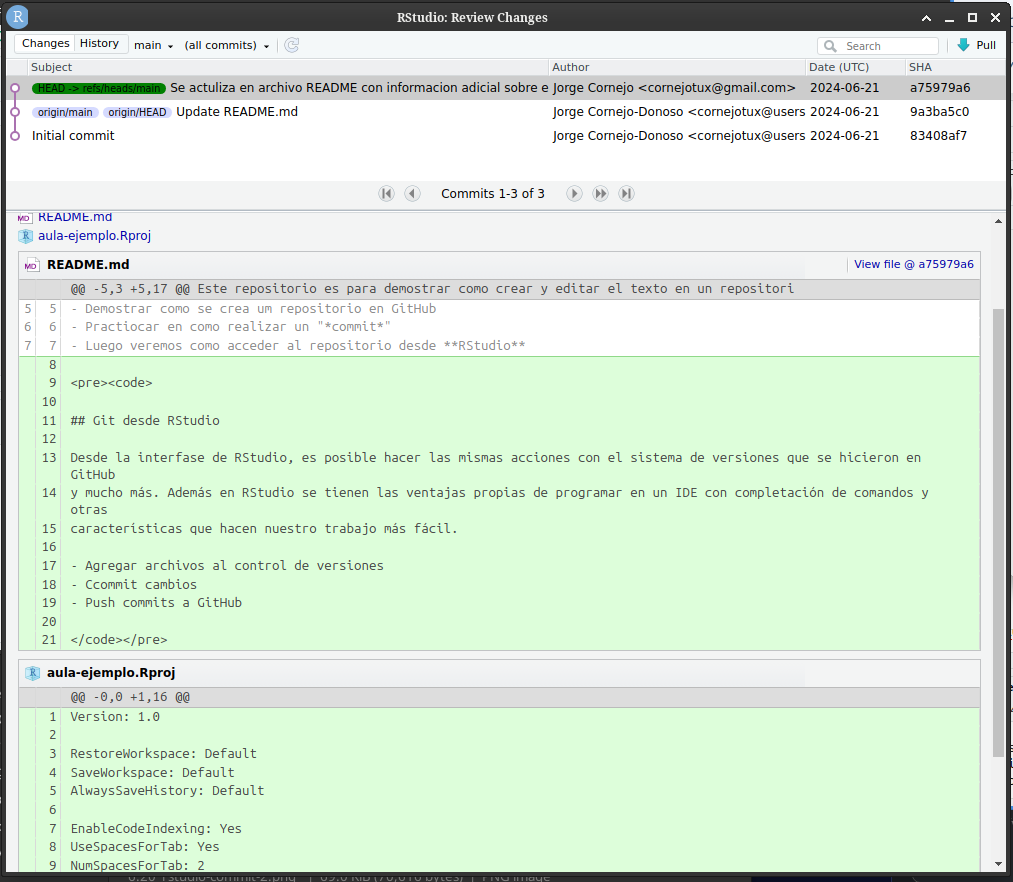 RStudio: Review Changes
Changes History main (all commits) Search Pull
Subject Author Date (UTC) SHA
HEAD -> refs/heads/main Se actuliza en archivo README con informacion adicial sobre e Jorge Cornejo <cornejotux@gmail.com> 2024-06-21 a75979a6
origin/main origin/HEAD Update README.md Jorge Cornejo-Donoso <cornejotux@users 2024-06-21 9a3ba5c0
Initial commit Jorge Cornejo-Donoso <cornejotux@users 2024-06-21 83408af7
Commits 1-3 of 3
MD README.md
R aula-ejemplo.Rproj
MD README.md View file @ a75979a6
@@ -5,3 +5,17 @@ Este repositorio es para demostrar como crear y editar el texto en un repositori
5 5 - Demostrar como se crea um repositorio en GitHub
6 6 - Practiocar en como realizar un "*commit*"
7 7 - Luego veremos como acceder al repositorio desde **RStudio**
8
9 <pre><code>
10
11 ## Git desde RStudio
12
13 Desde la interfase de RStudio, es posible hacer las mismas acciones con el sistema de versiones que se hicieron en
GitHub
14 y mucho más. Además en RStudio se tienen las ventajas propias de programar en un IDE con completación de comandos y
otras
15 caracteristicas que hacen nuestro trabajo más fácil.
16
17 - Agregar archivos al control de versiones
18 - Ccommit cambios
19 - Push commits a GitHub
20
21 </code></pre>
R aula-ejemplo.Rproj
@@ -0,0 +1,16 @@
1 Version: 1.0
2
3 RestoreWorkspace: Default
4 SaveWorkspace: Default
5 AlwaysSaveHistory: Default
6
7 EnableCodeIndexing: Yes
8 UseSpacesForTab: Yes
9 NumSpacesForTab: 2